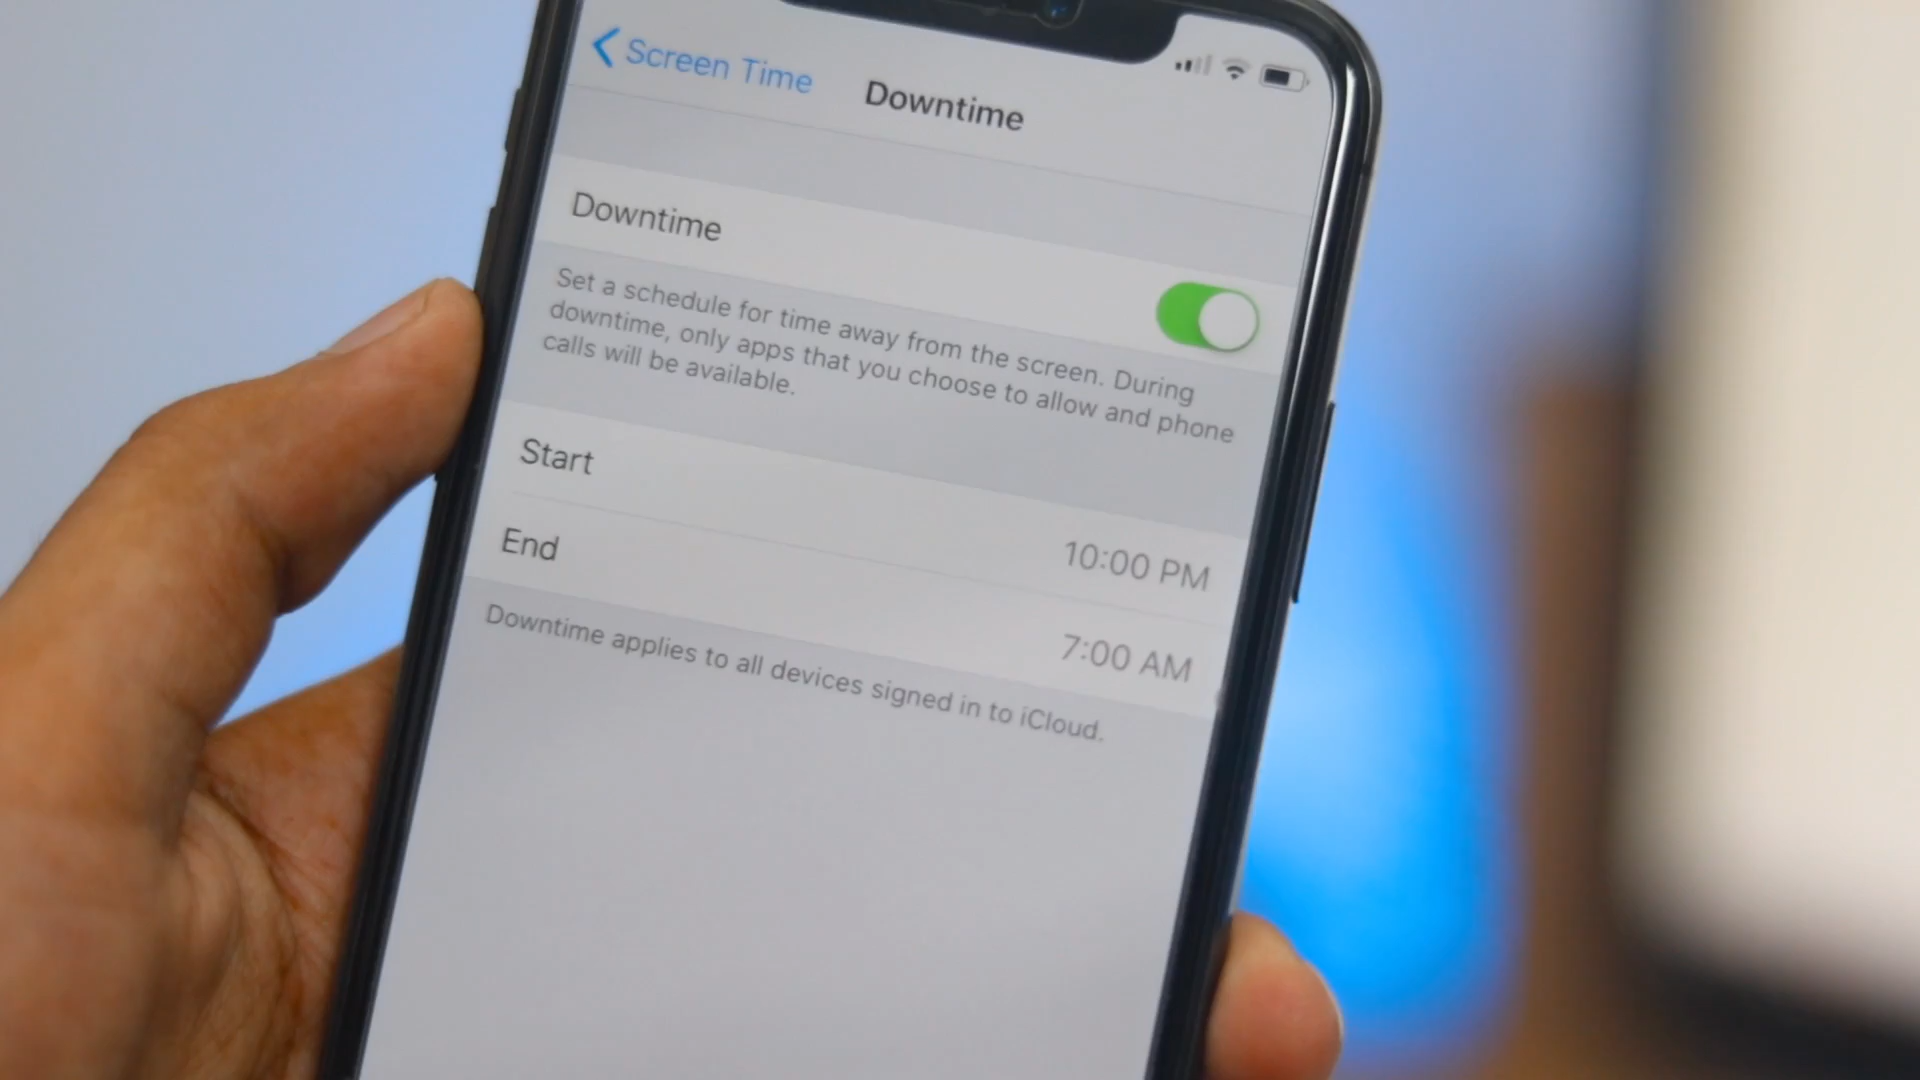 Screen Time
Downtime
Downtime
Set a schedule for time away from the screen. During
downtime, only apps that you choose to allow and phone
calls will be available.
Start
10:00 PM
End
7:00 AM
Downtime applies to all devices signed in to iCloud.